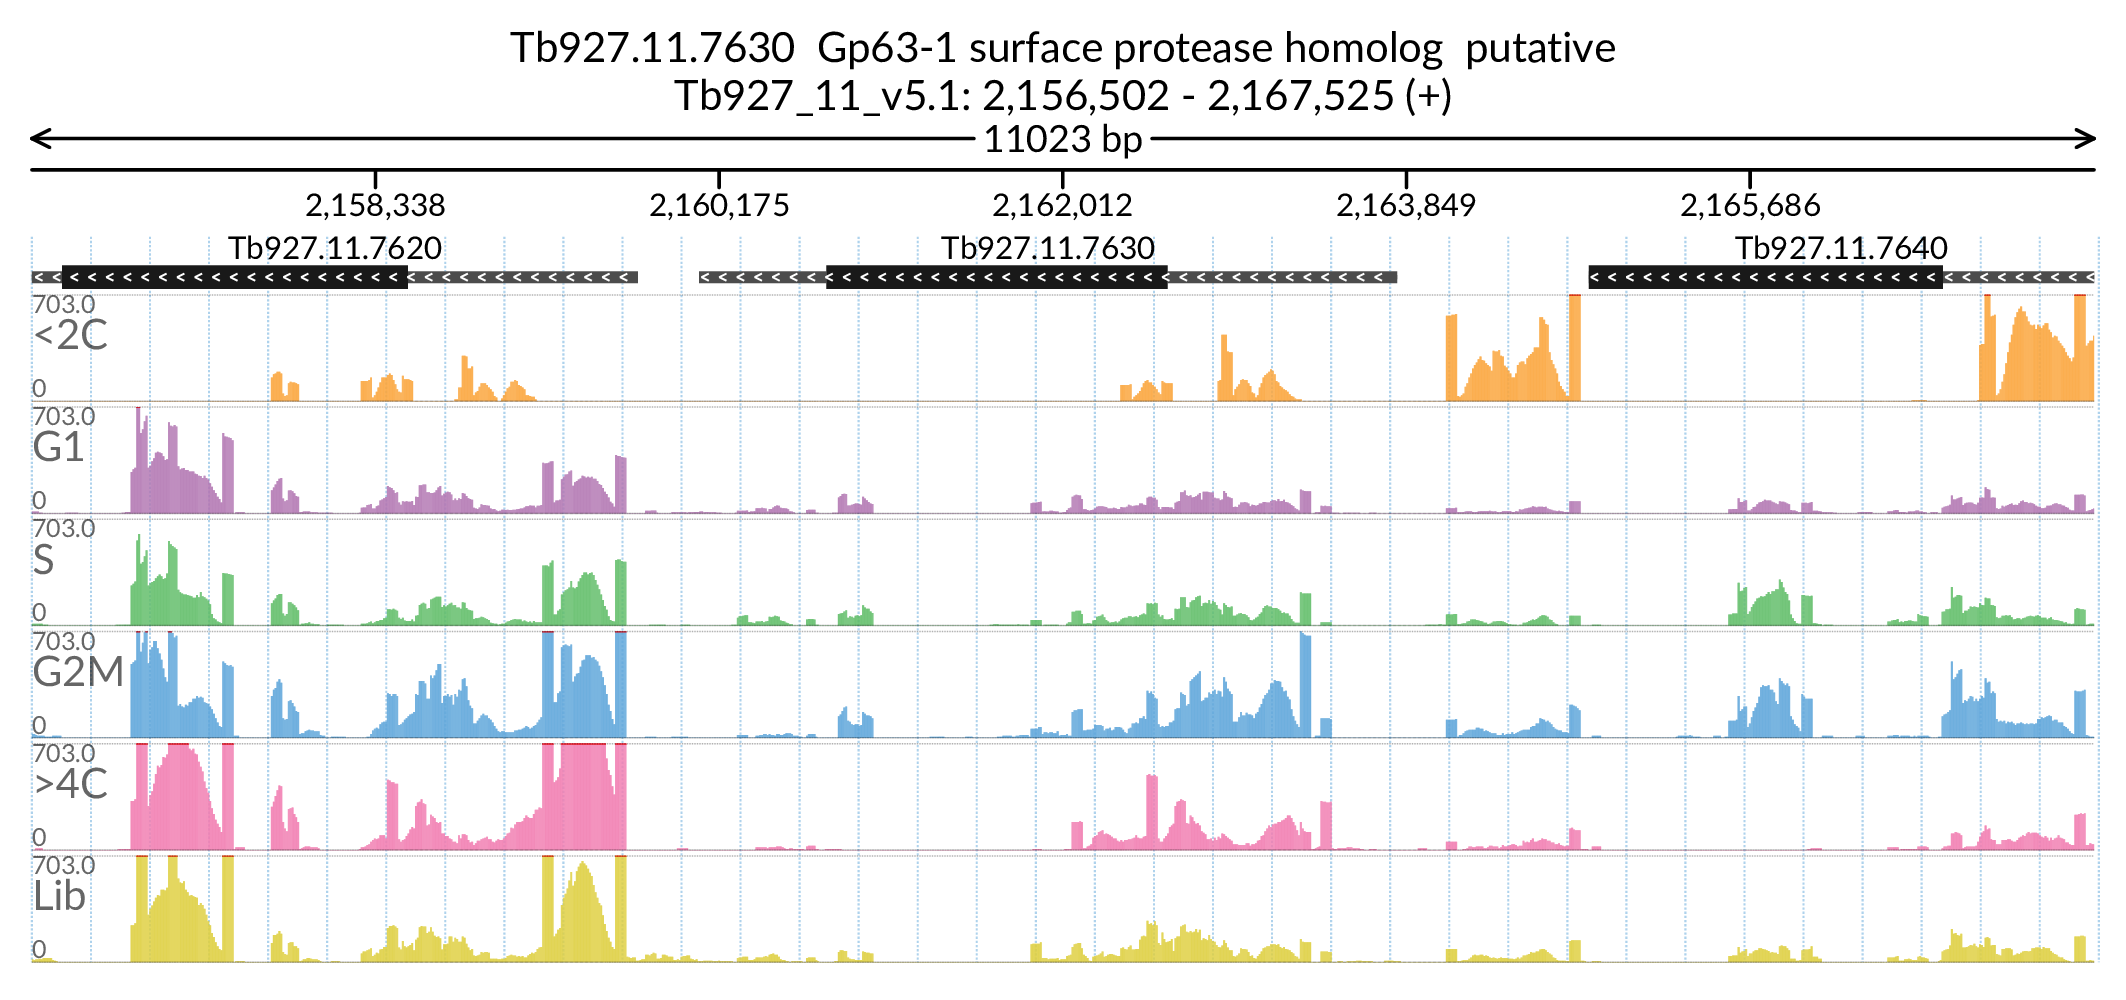 Tb927.11.7630  Gp63-1 surface protease homolog  putative
Tb927_11_v5.1: 2,156,502 - 2,167,525 (+)
11023 bp
2,158,338 2,160,175 2,162,012 2,163,849 2,165,686
Tb927.11.7620 Tb927.11.7630 Tb927.11.7640
703.0
<2C
0
703.0
G1
0
703.0
S
0
703.0
G2M
0
703.0
>4C
0
703.0
Lib
0